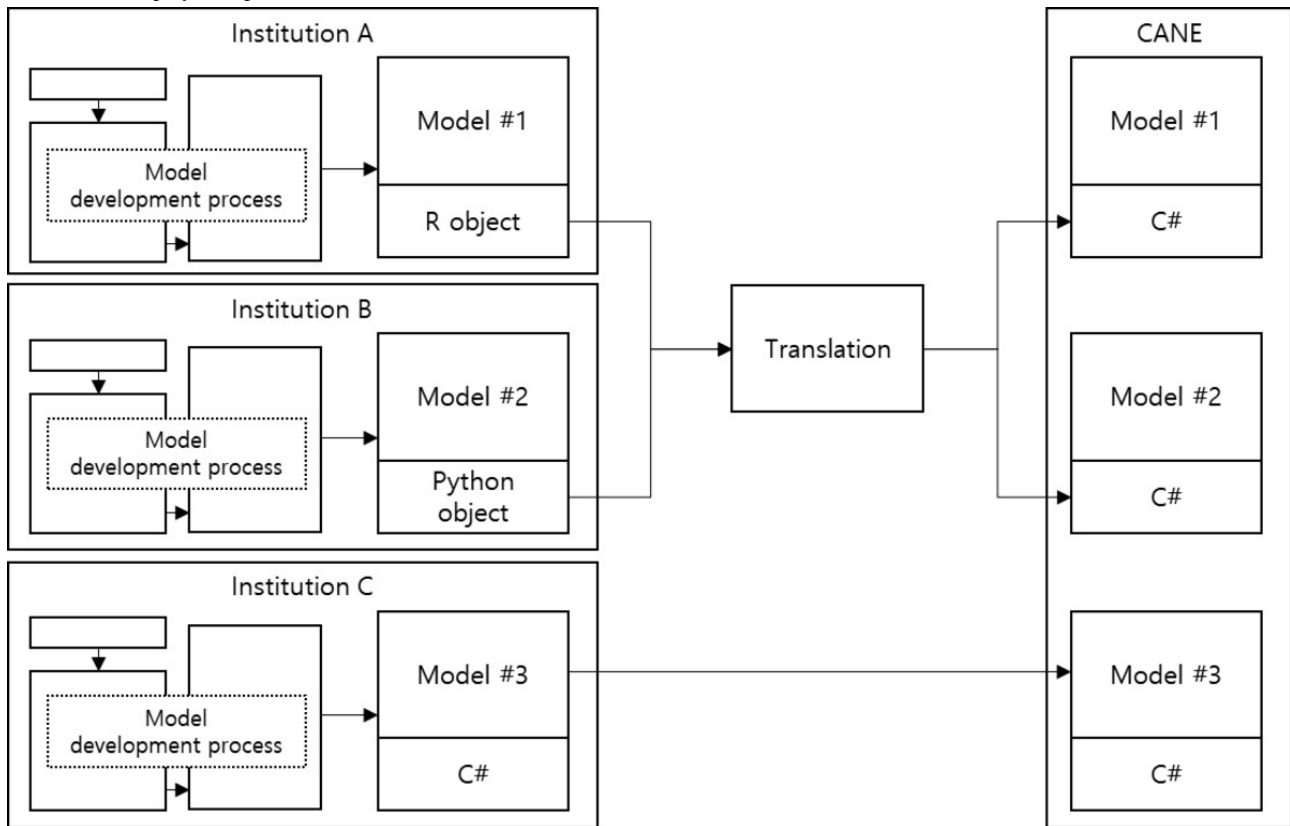 Institution A
Model
development process
Model #1
R object
Institution B
Model
development process
Model #2
Python
object
Institution C
Model
development process
Model #3
C#
Translation
CANE
Model #1
C#
Model #2
C#
Model #3
C#